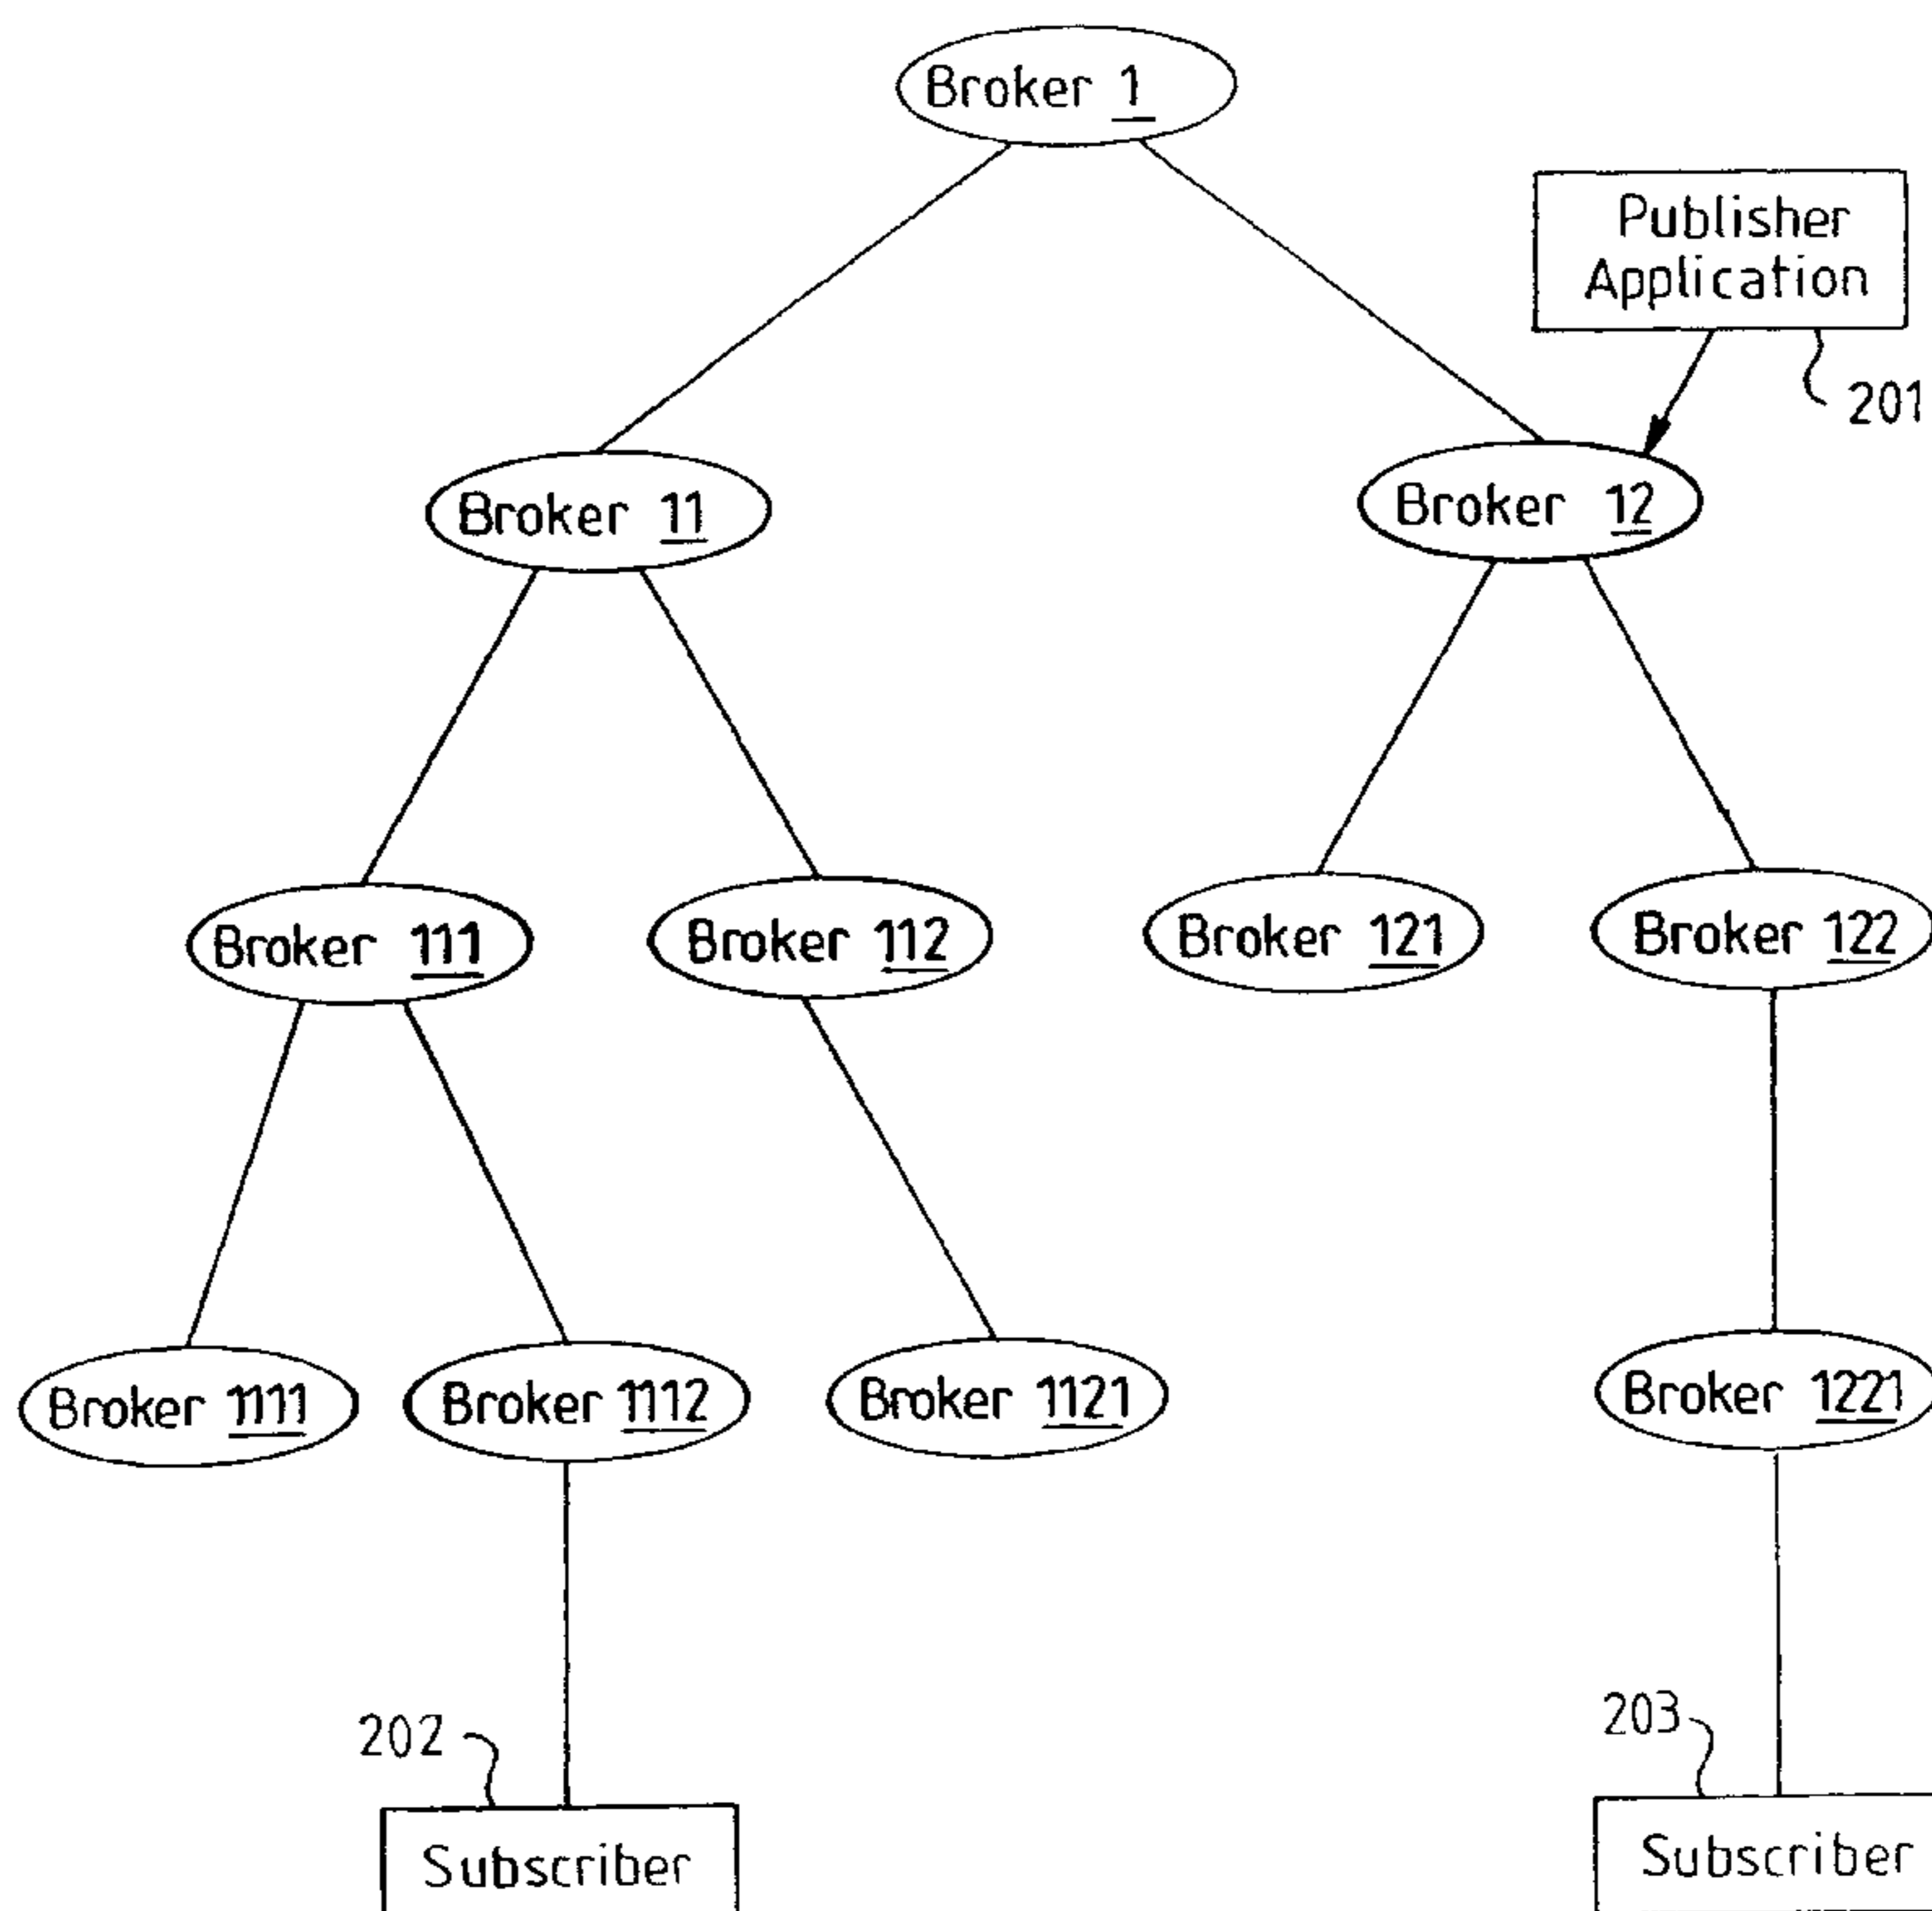 Broker 1
Publisher
Application
201
Broker 11
Broker 12
Broker 111
Broker 112
Broker 121
Broker 122
Broker 1111
Broker 1112
Broker 1121
Broker 1221
202
203
Subscriber
Subscriber